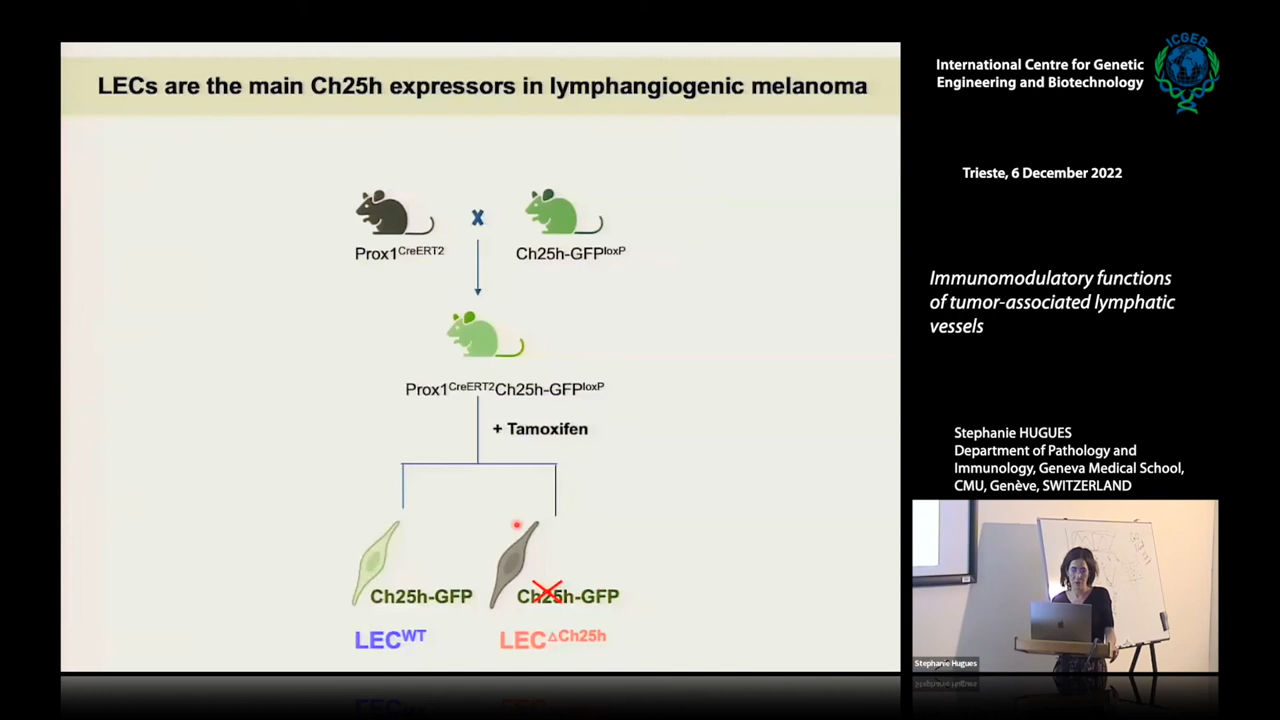 LECs are the main Ch25h expressors in lymphangiogenic melanoma
X
Prox1CreERT2
Ch25h-GFPloxP
Prox1CreERT2Ch25h-GFPloxP
+ Tamoxifen
Ch25h-GFP
Ch25h-GFP
LECWT
LECΔCh25h
International Centre for Genetic
Engineering and Biotechnology
ICGEB
Trieste, 6 December 2022
Immunomodulatory functions
of tumor-associated lymphatic
vessels
Stephanie HUGUES
Department of Pathology and
Immunology, Geneva Medical School,
CMU, Genève, SWITZERLAND
Stephanie Hugues